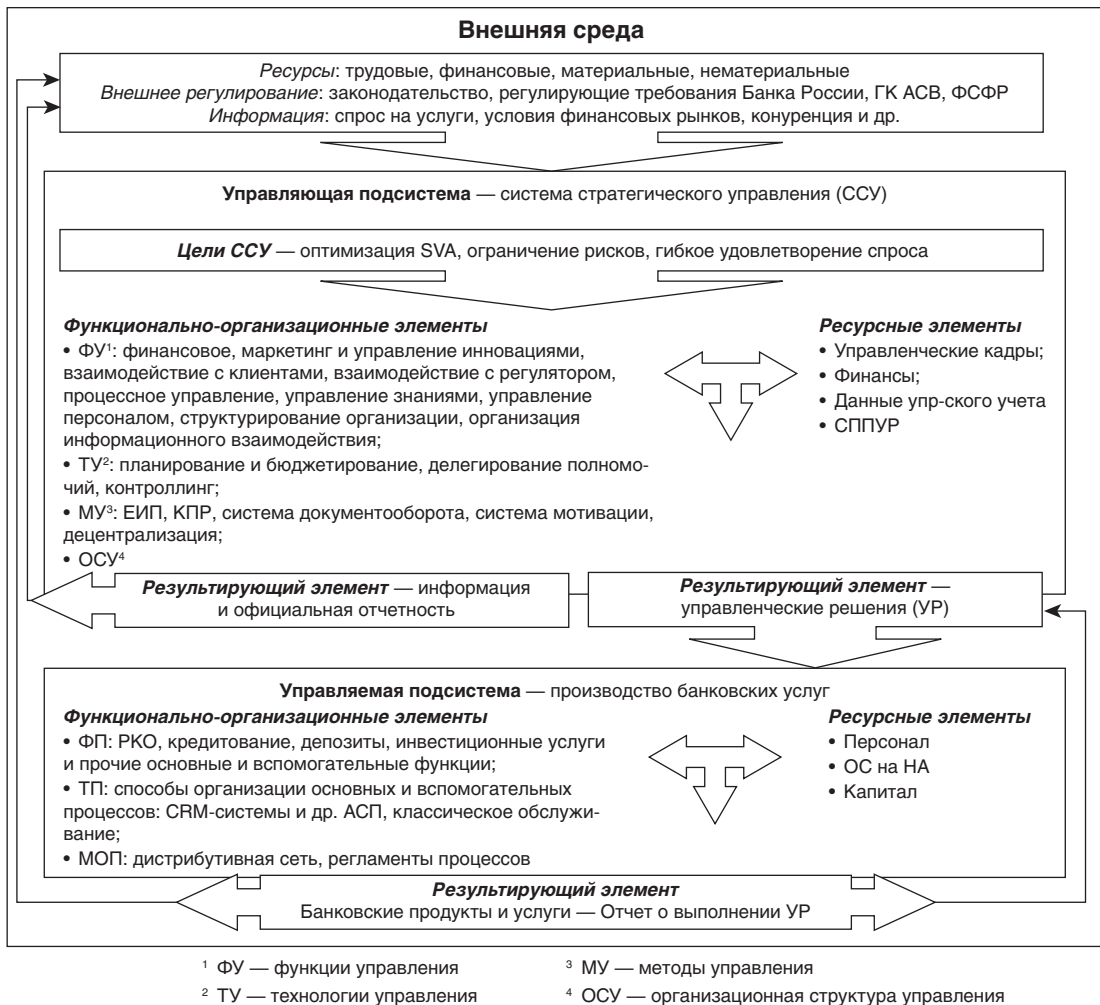 Внешняя среда
Ресурсы: трудовые, финансовые, материальные, нематериальные
Внешнее регулирование: законодательство, регулирующие требования Банка России, ГК АСВ, ФСФР
Информация: спрос на услуги, условия финансовых рынков, конуренция и др.
Управляющая подсистема — система стратегического управления (ССУ)
Цели ССУ — оптимизация SVA, ограничение рисков, гибкое удовлетворение спроса
Функционально-организационные элементы
• ФУ¹: финансовое, маркетинг и управление инновациями,
взаимодействие с клиентами, взаимодействие с регулятором,
процессное управление, управление знаниями, управление
персоналом, структурирование организации, организация
информационного взаимодействия;
• ТУ²: планирование и бюджетирование, делегирование полномо-
чий, контроллинг;
• МУ³: ЕИП, КПР, система документооборота, система мотивации,
децентрализация;
• ОСУ⁴
Ресурсные элементы
• Управленческие кадры;
• Финансы;
• Данные упр-ского учета
• СППУР
Результирующий элемент — информация
и официальная отчетность
Результирующий элемент —
управленческие решения (УР)
Управляемая подсистема — производство банковских услуг
Функционально-организационные элементы
• ФП: РКО, кредитование, депозиты, инвестиционные услуги
и прочие основные и вспомогательные функции;
• ТП: способы организации основных и вспомогательных
процессов: CRM-системы и др. АСП, классическое обслужи-
вание;
• МОП: дистрибутивная сеть, регламенты процессов
Ресурсные элементы
• Персонал
• ОС на НА
• Капитал
Результирующий элемент
Банковские продукты и услуги — Отчет о выполнении УР
¹ ФУ — функции управления
² ТУ — технологии управления
³ МУ — методы управления
⁴ ОСУ — организационная структура управления